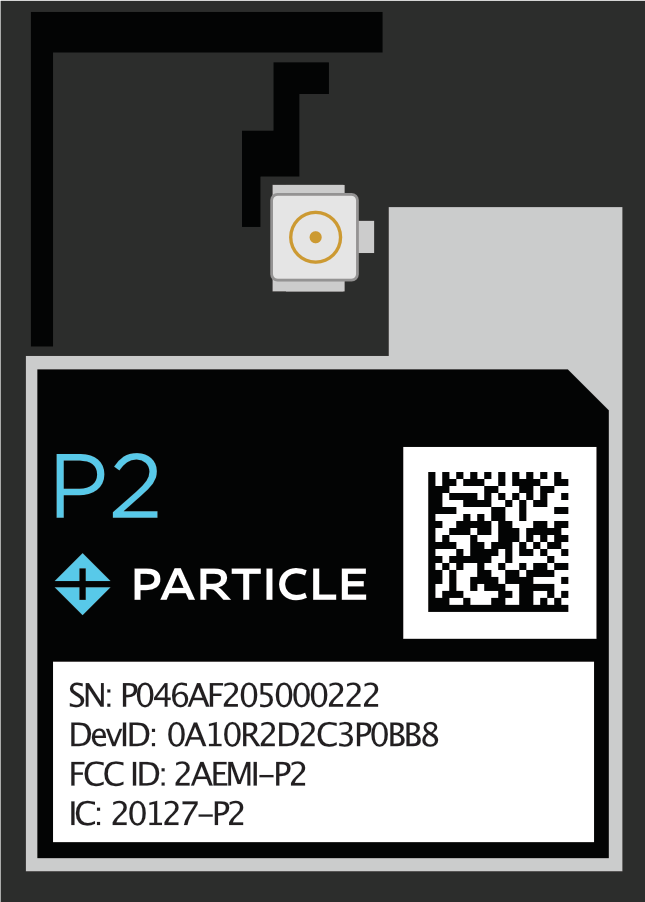 P2
PARTICLE
SN: P046AF205000222
DevID: 0A10R2D2C3P0BB8
FCC ID: 2AEMI-P2
IC: 20127-P2